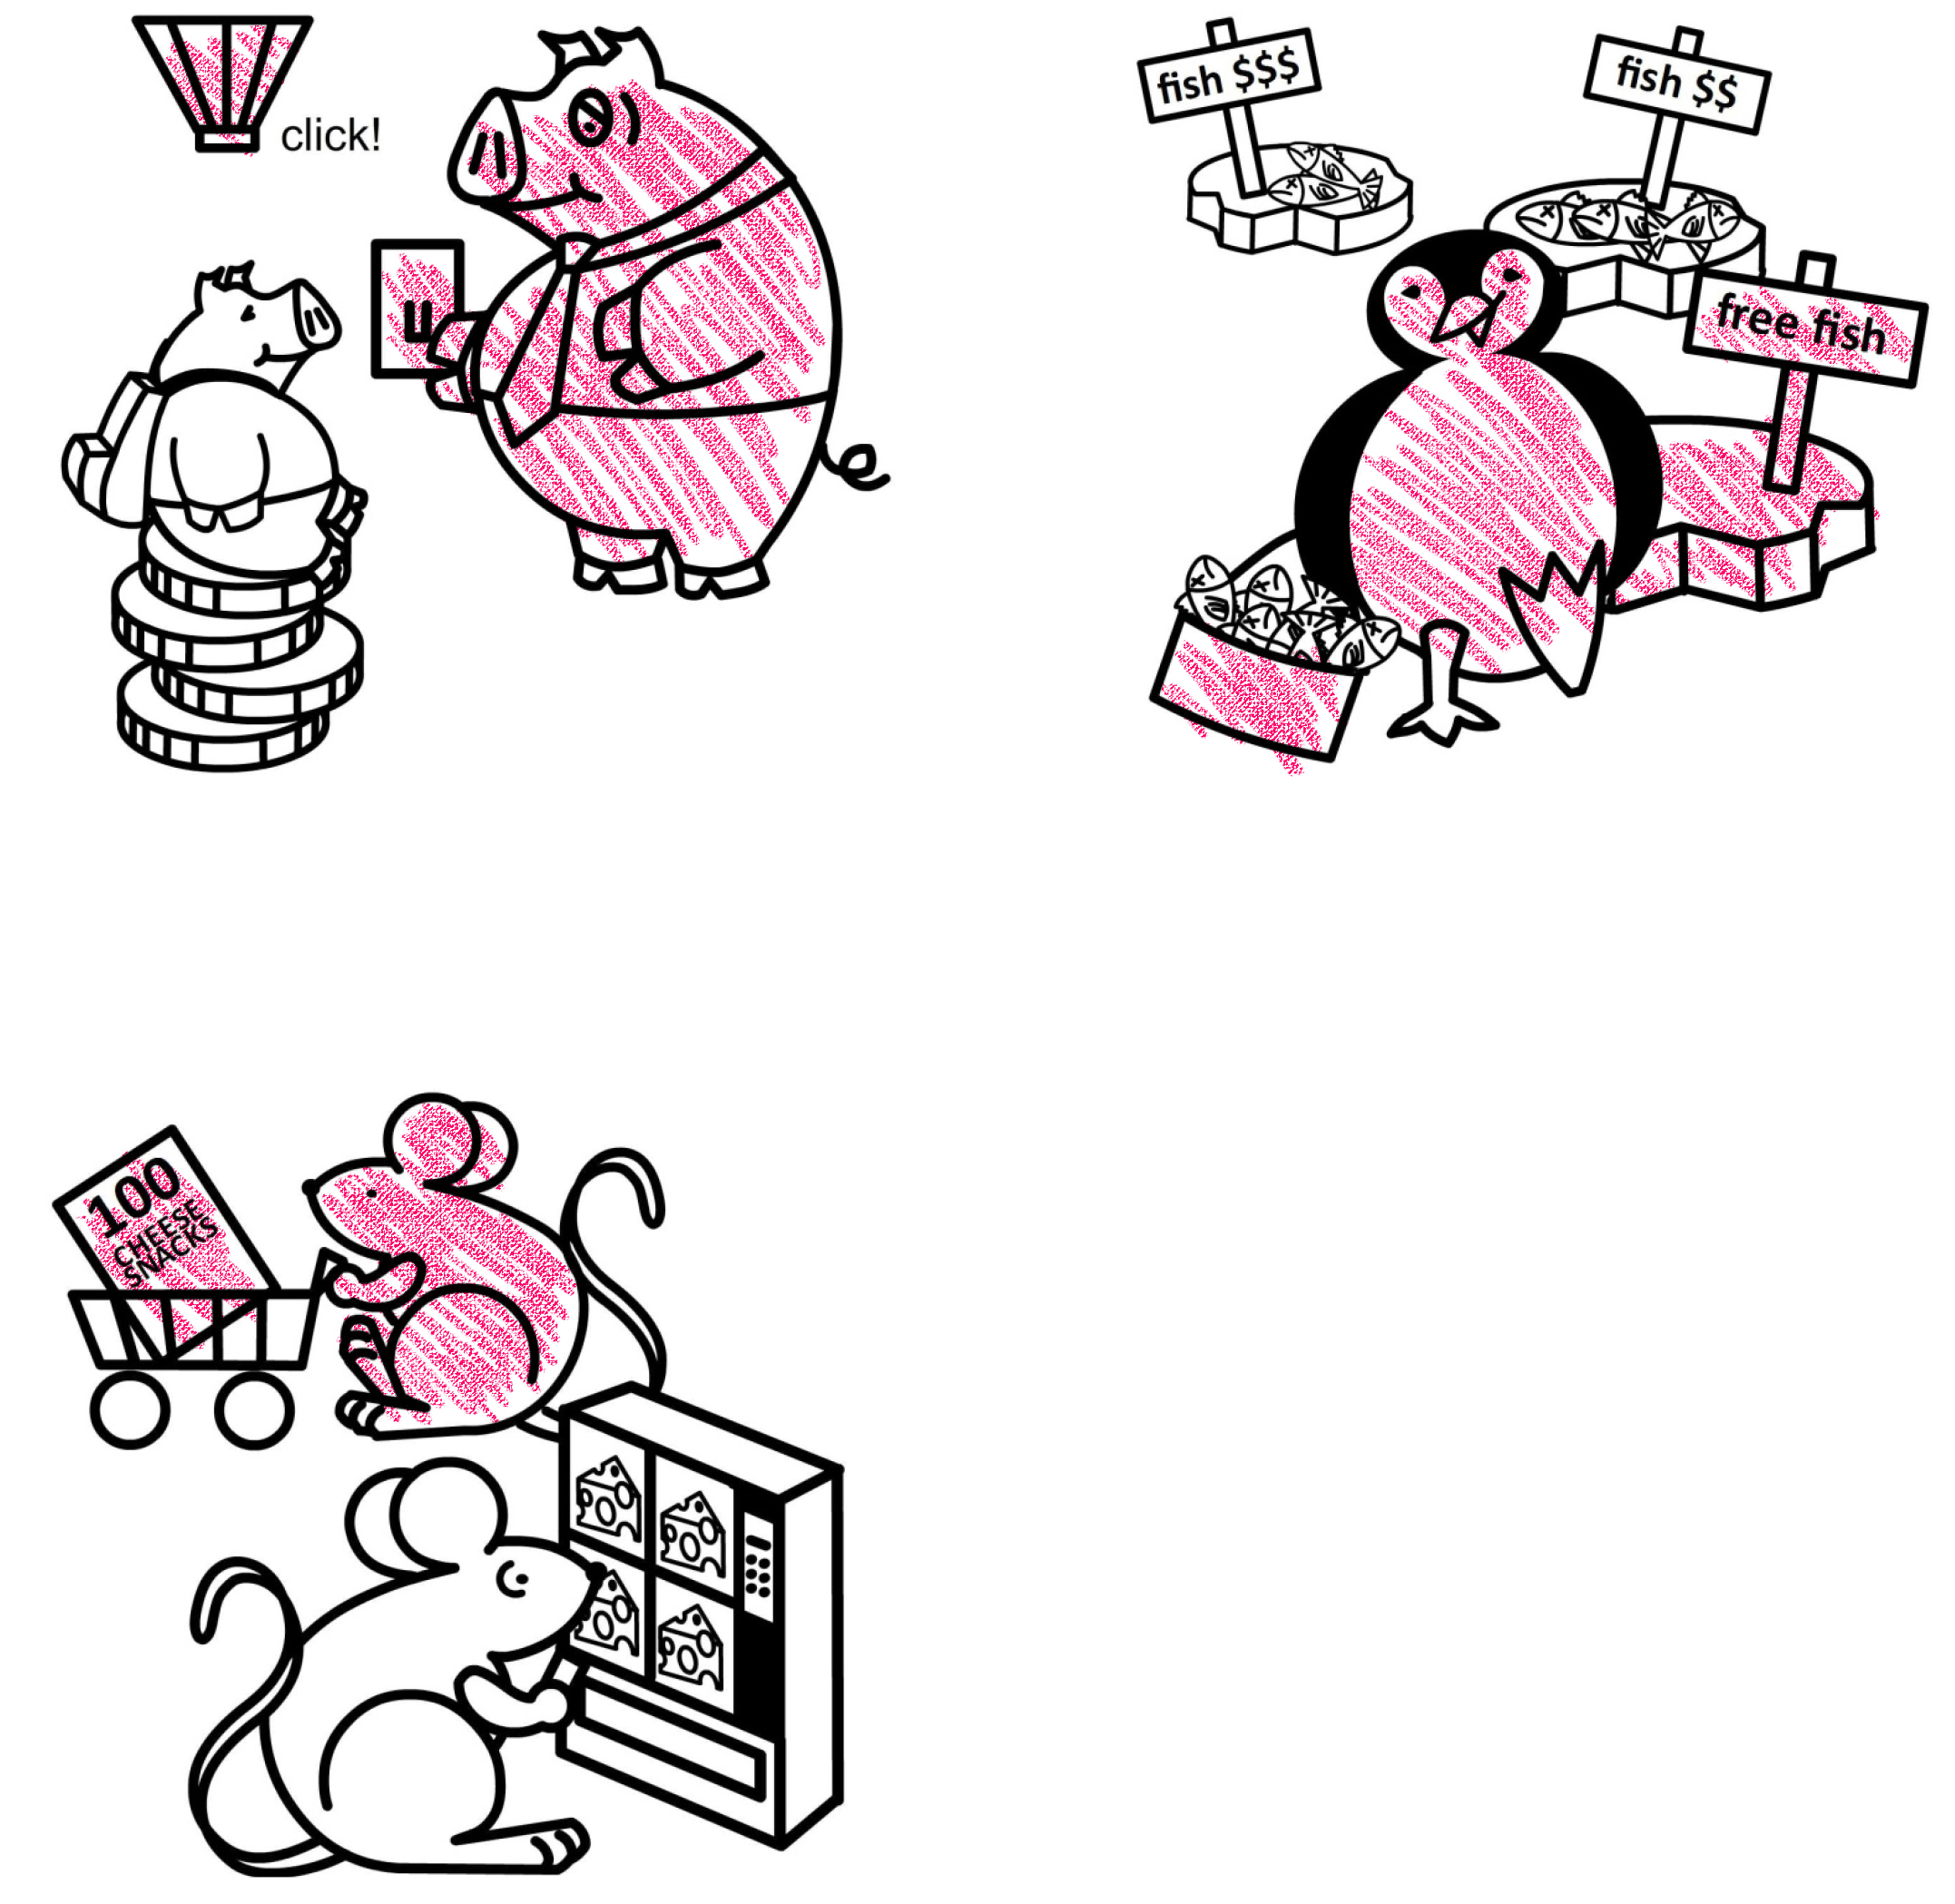 click!
fish $$$
fish $$
free fish
100
CHEESE
SNACKS